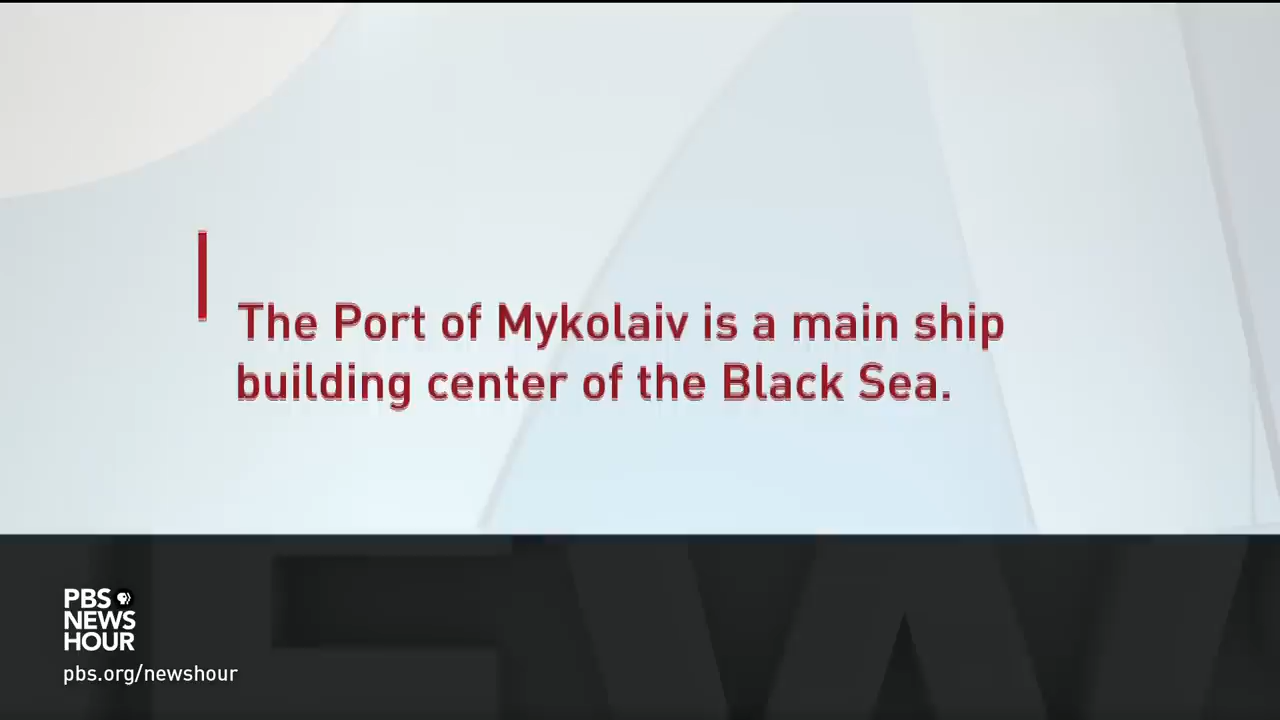 The Port of Mykolaiv is a main ship
building center of the Black Sea.
PBS
NEWS
HOUR
pbs.org/newshour